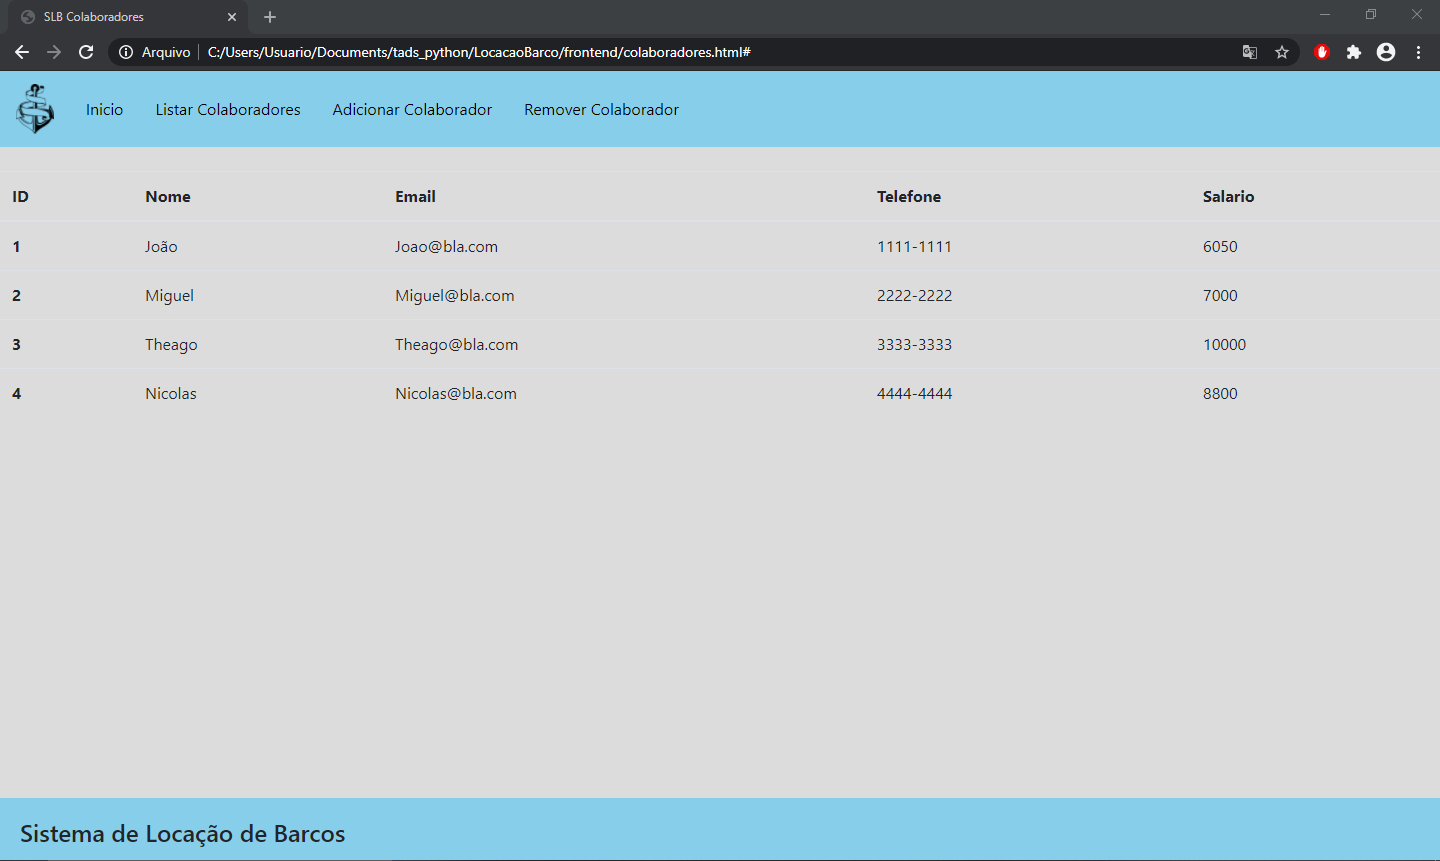 SLB Colaboradores
Arquivo C:/Users/Usuario/Documents/tads_python/LocacaoBarco/frontend/colaboradores.html#
Inicio Listar Colaboradores Adicionar Colaborador Remover Colaborador
ID Nome Email Telefone Salario
1 João Joao@bla.com 1111-1111 6050
2 Miguel Miguel@bla.com 2222-2222 7000
3 Theago Theago@bla.com 3333-3333 10000
4 Nicolas Nicolas@bla.com 4444-4444 8800
Sistema de Locação de Barcos